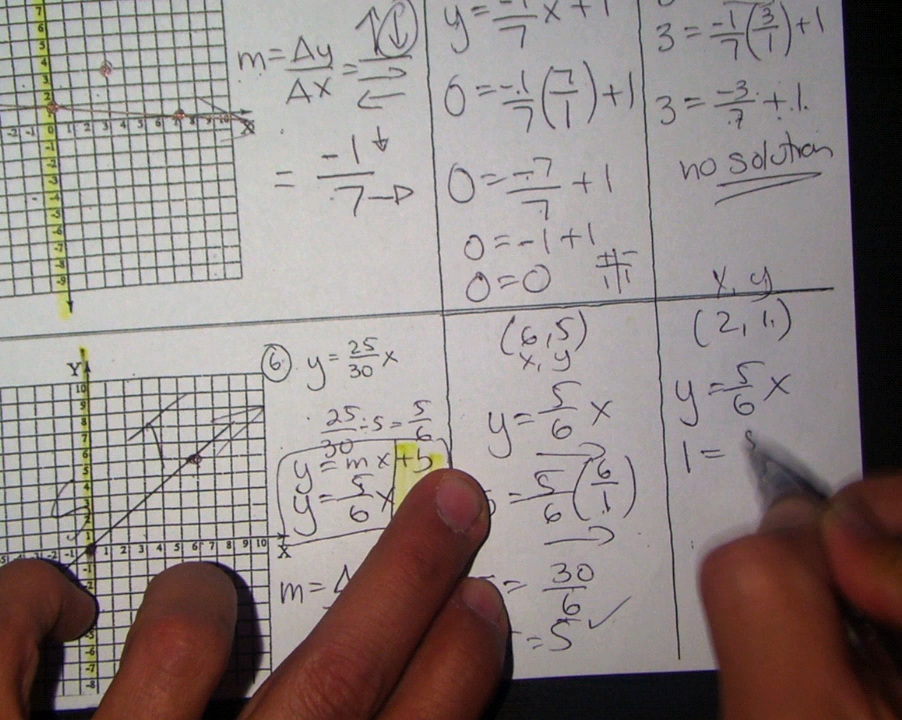 m = Δy/Δx =
= -1/7
y = -1/7 x + 1
0 = -1/7 (7/1) + 1
0 = -7/7 + 1
0 = -1 + 1
0 = 0
3 = -1/7 (3/1) + 1
3 = -3/7 + 1.
no solution
X
Y
X
6 y = 25/30 x
25/30 ÷ 5 = 5/6
y = mx + b
y = 5/6 x
m =
(6, 5)
x, y
y = 5/6 x
= 5/6 (6/1)
= 30/6
= 5 ✓
x, y
(2, 1)
y = 5/6 x
1 =